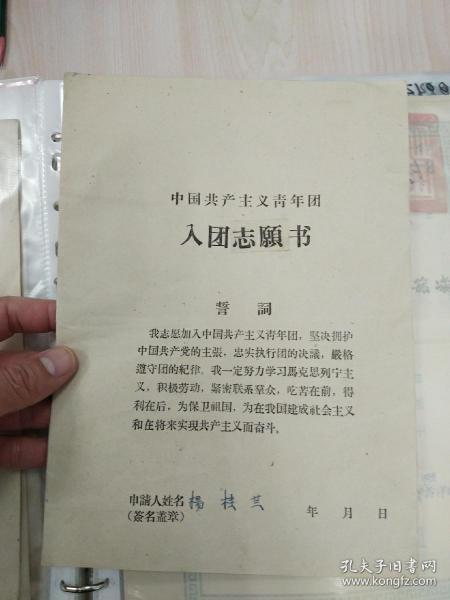 中国共产主义青年团
入团志願书
誓詞
我志愿加入中国共产主义青年团，坚决拥护
中国共产党的主張，忠实执行团的决議，嚴格
遵守团的紀律。我一定努力学习馬克思列宁主
义，积极劳动，紧密联系羣众，吃苦在前，得
利在后，为保卫祖国，为在我国建成社会主义
和在将来实现共产主义而奋斗。
申請人姓名 楊桂兰
(簽名盖章)
年 月 日
孔夫子旧书网
www.kongfz.com